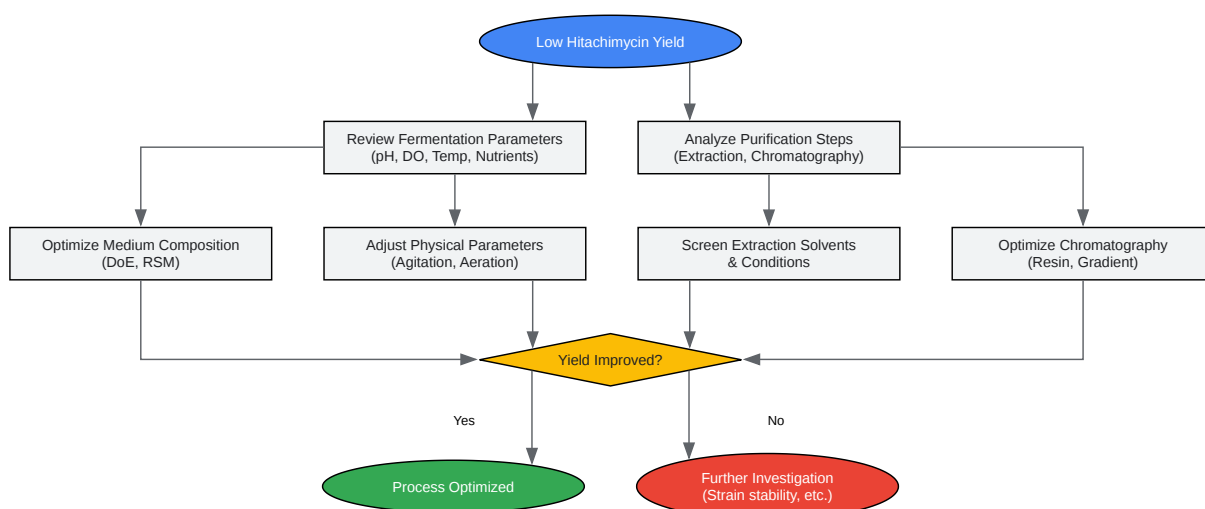 Low Hitachimycin Yield
Review Fermentation Parameters
(pH, DO, Temp, Nutrients)
Analyze Purification Steps
(Extraction, Chromatography)
Optimize Medium Composition
(DoE, RSM)
Adjust Physical Parameters
(Agitation, Aeration)
Screen Extraction Solvents
& Conditions
Optimize Chromatography
(Resin, Gradient)
Yield Improved?
Yes
No
Process Optimized
Further Investigation
(Strain stability, etc.)